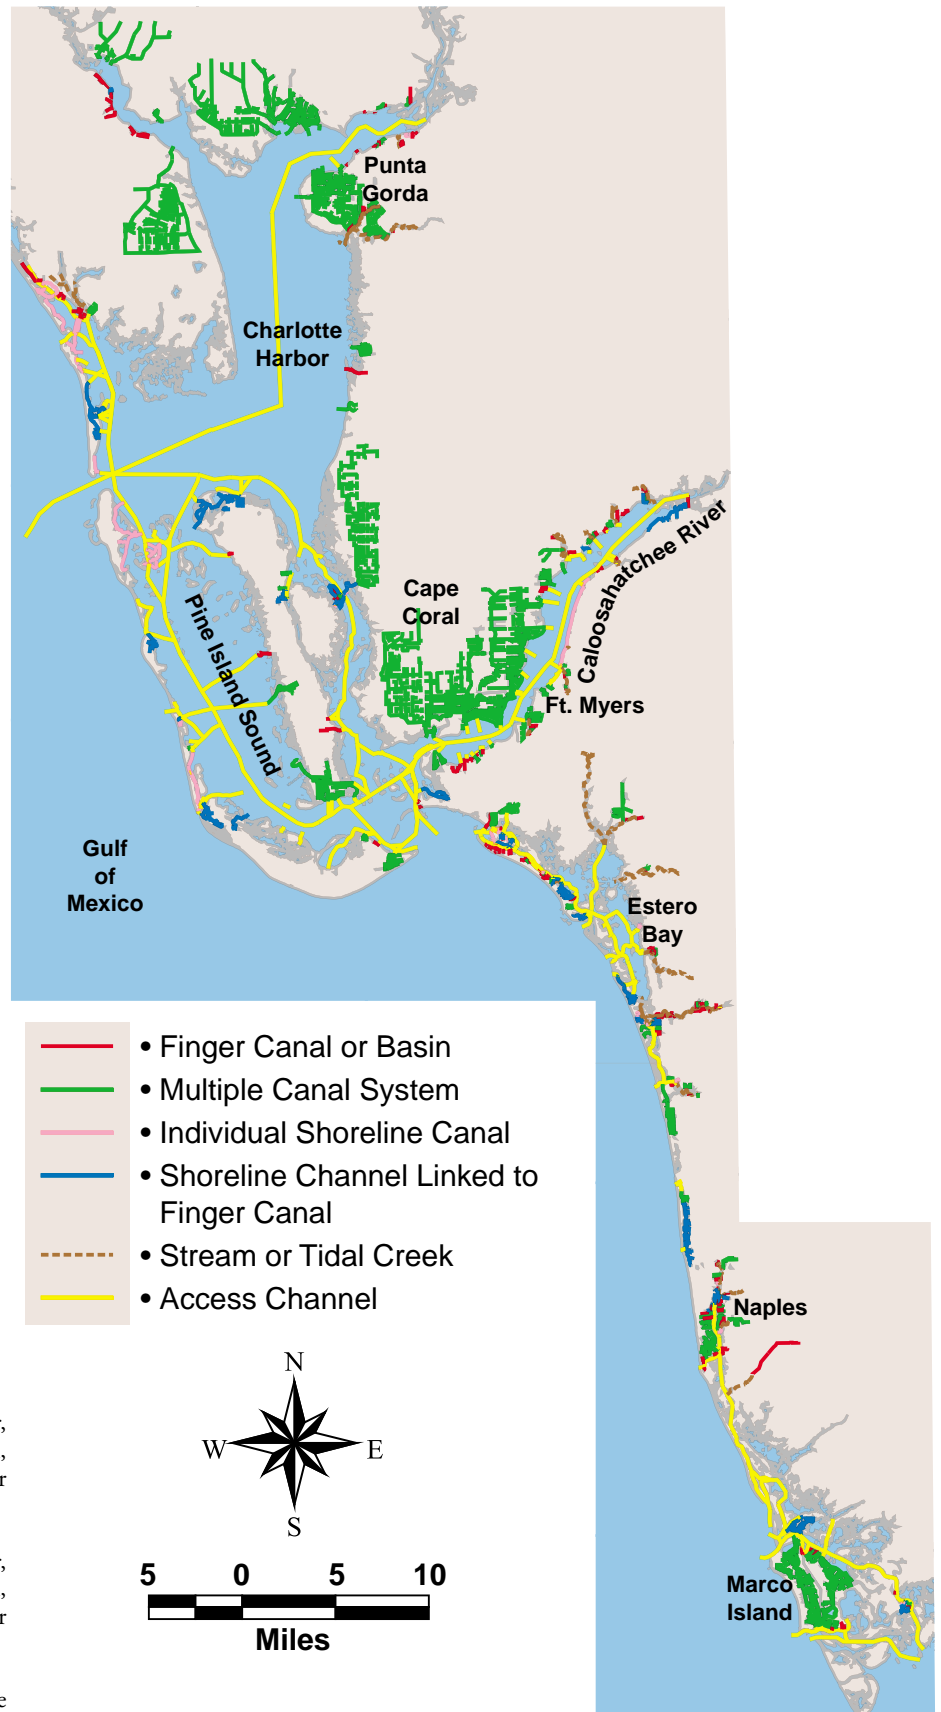 Punta
Gorda
Charlotte
Harbor
Cape
Coral
Caloosahatchee River
Pine Island Sound
Ft. Myers
Gulf
of
Mexico
Estero
Bay
• Finger Canal or Basin
• Multiple Canal System
• Individual Shoreline Canal
• Shoreline Channel Linked to
Finger Canal
• Stream or Tidal Creek
• Access Channel
Naples
N
W E
S
5 0 5 10
Miles
Marco
Island